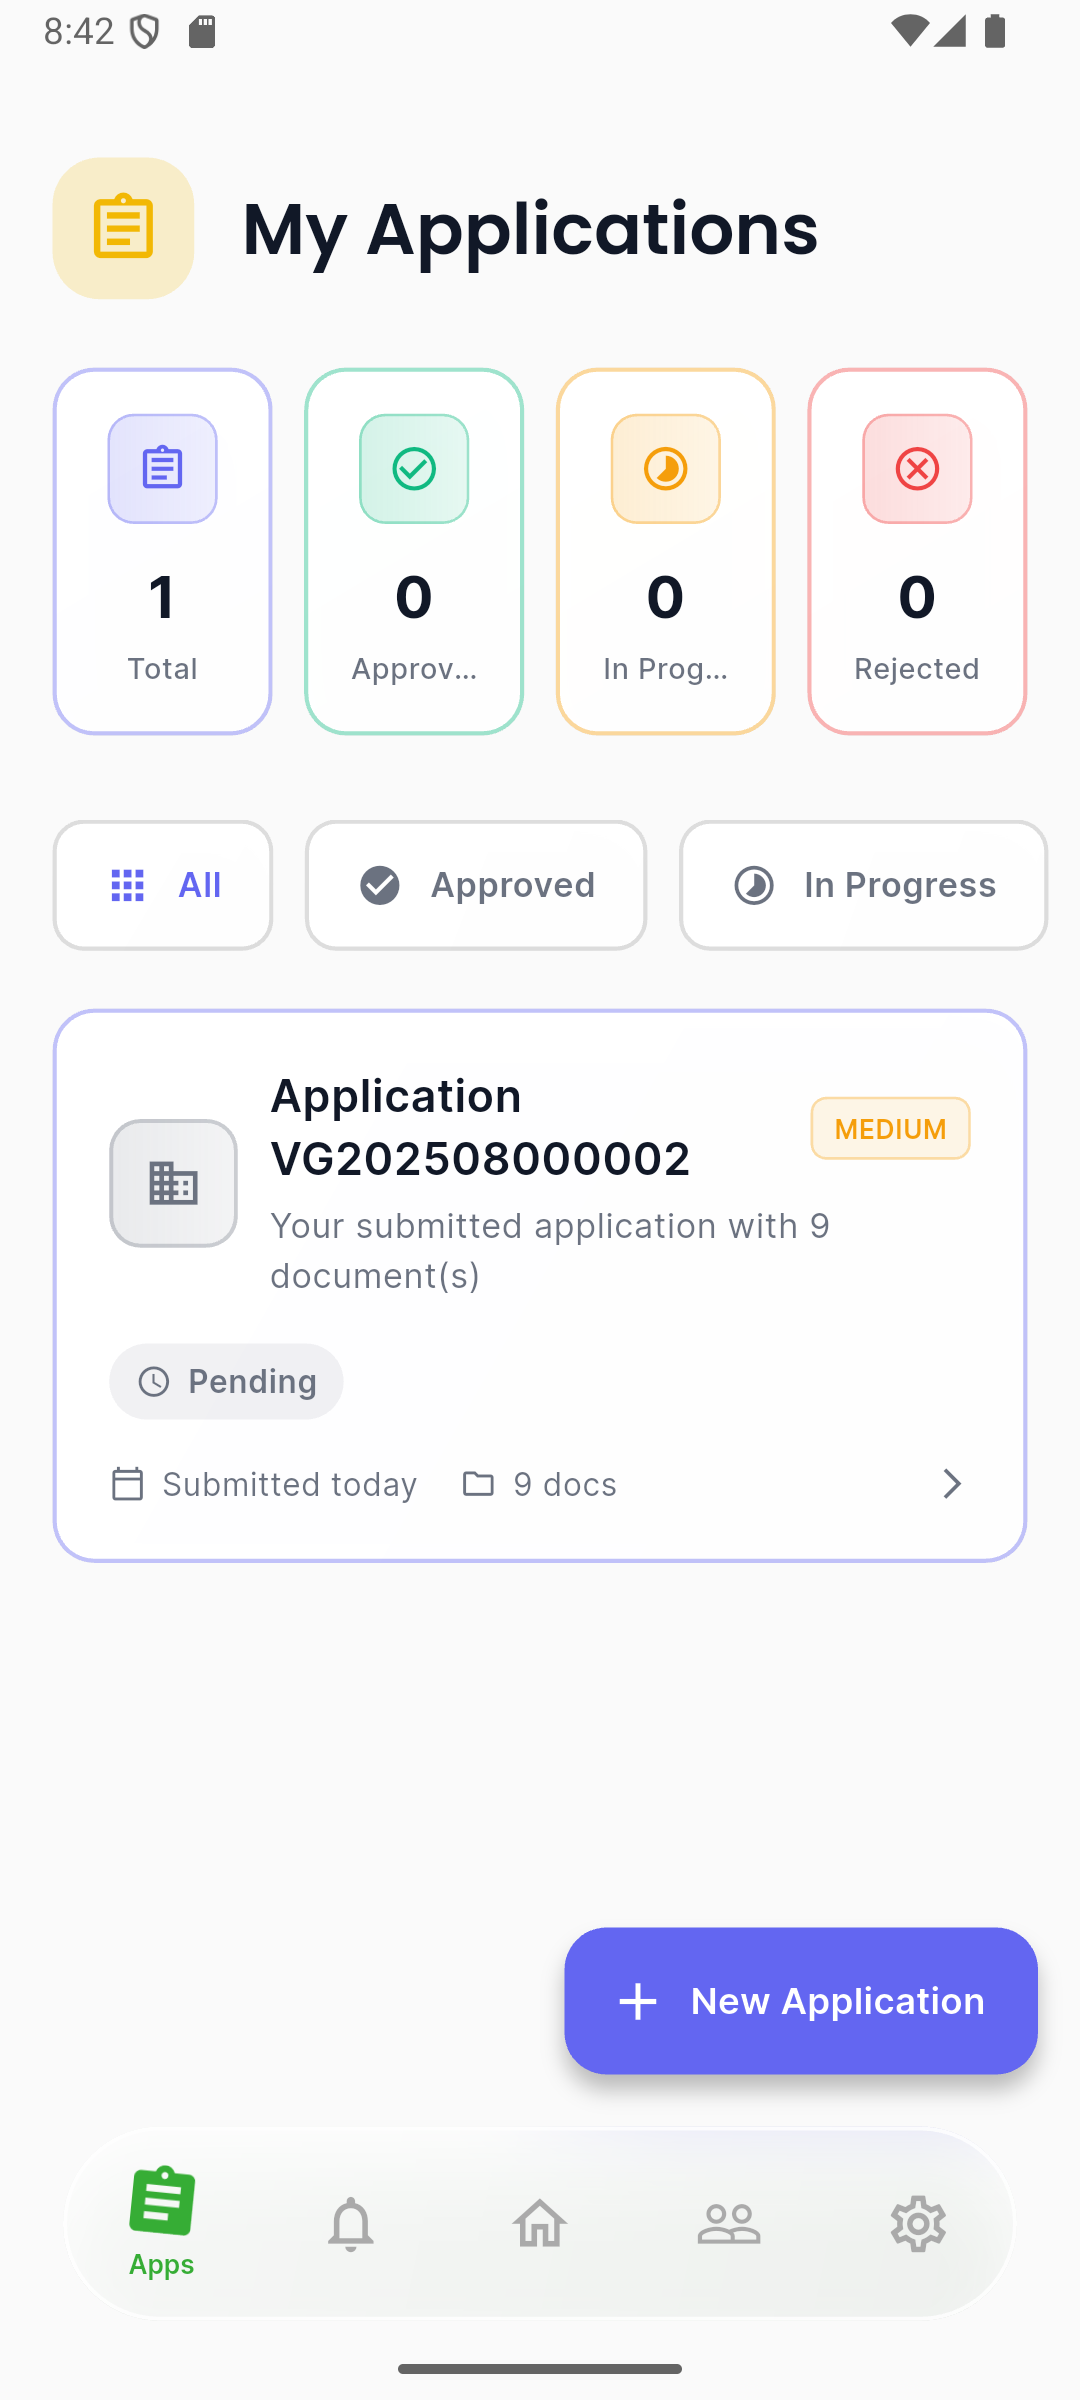 8:42
My Applications
1
Total
0
Approv...
0
In Prog...
0
Rejected
All
Approved
In Progress
Application
VG202508000002
MEDIUM
Your submitted application with 9
document(s)
Pending
Submitted today
9 docs
New Application
Apps